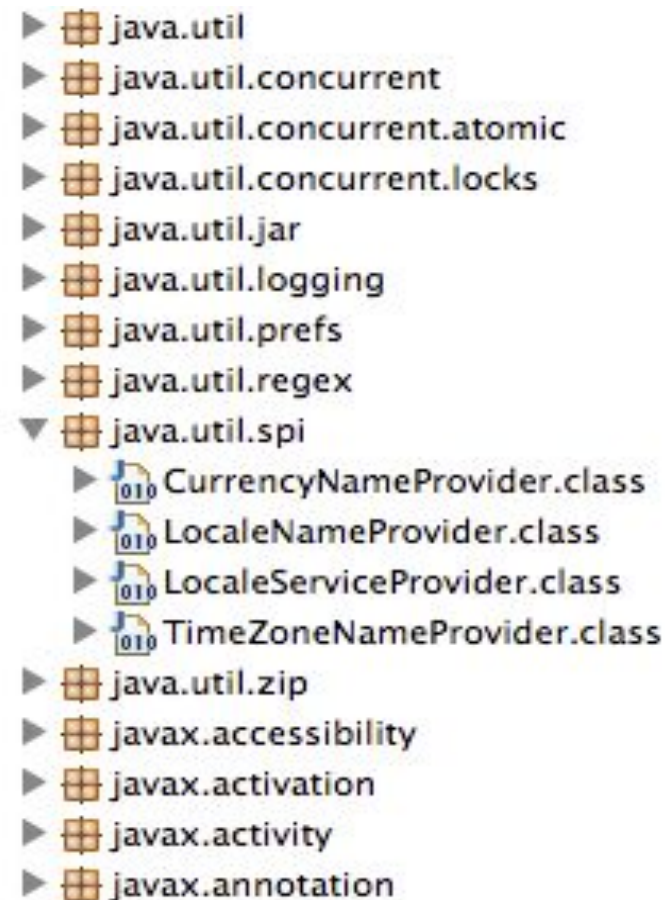 java.util
java.util.concurrent
java.util.concurrent.atomic
java.util.concurrent.locks
java.util.jar
java.util.logging
java.util.prefs
java.util.regex
java.util.spi
CurrencyNameProvider.class
LocaleNameProvider.class
LocaleServiceProvider.class
TimeZoneNameProvider.class
java.util.zip
javax.accessibility
javax.activation
javax.activity
javax.annotation